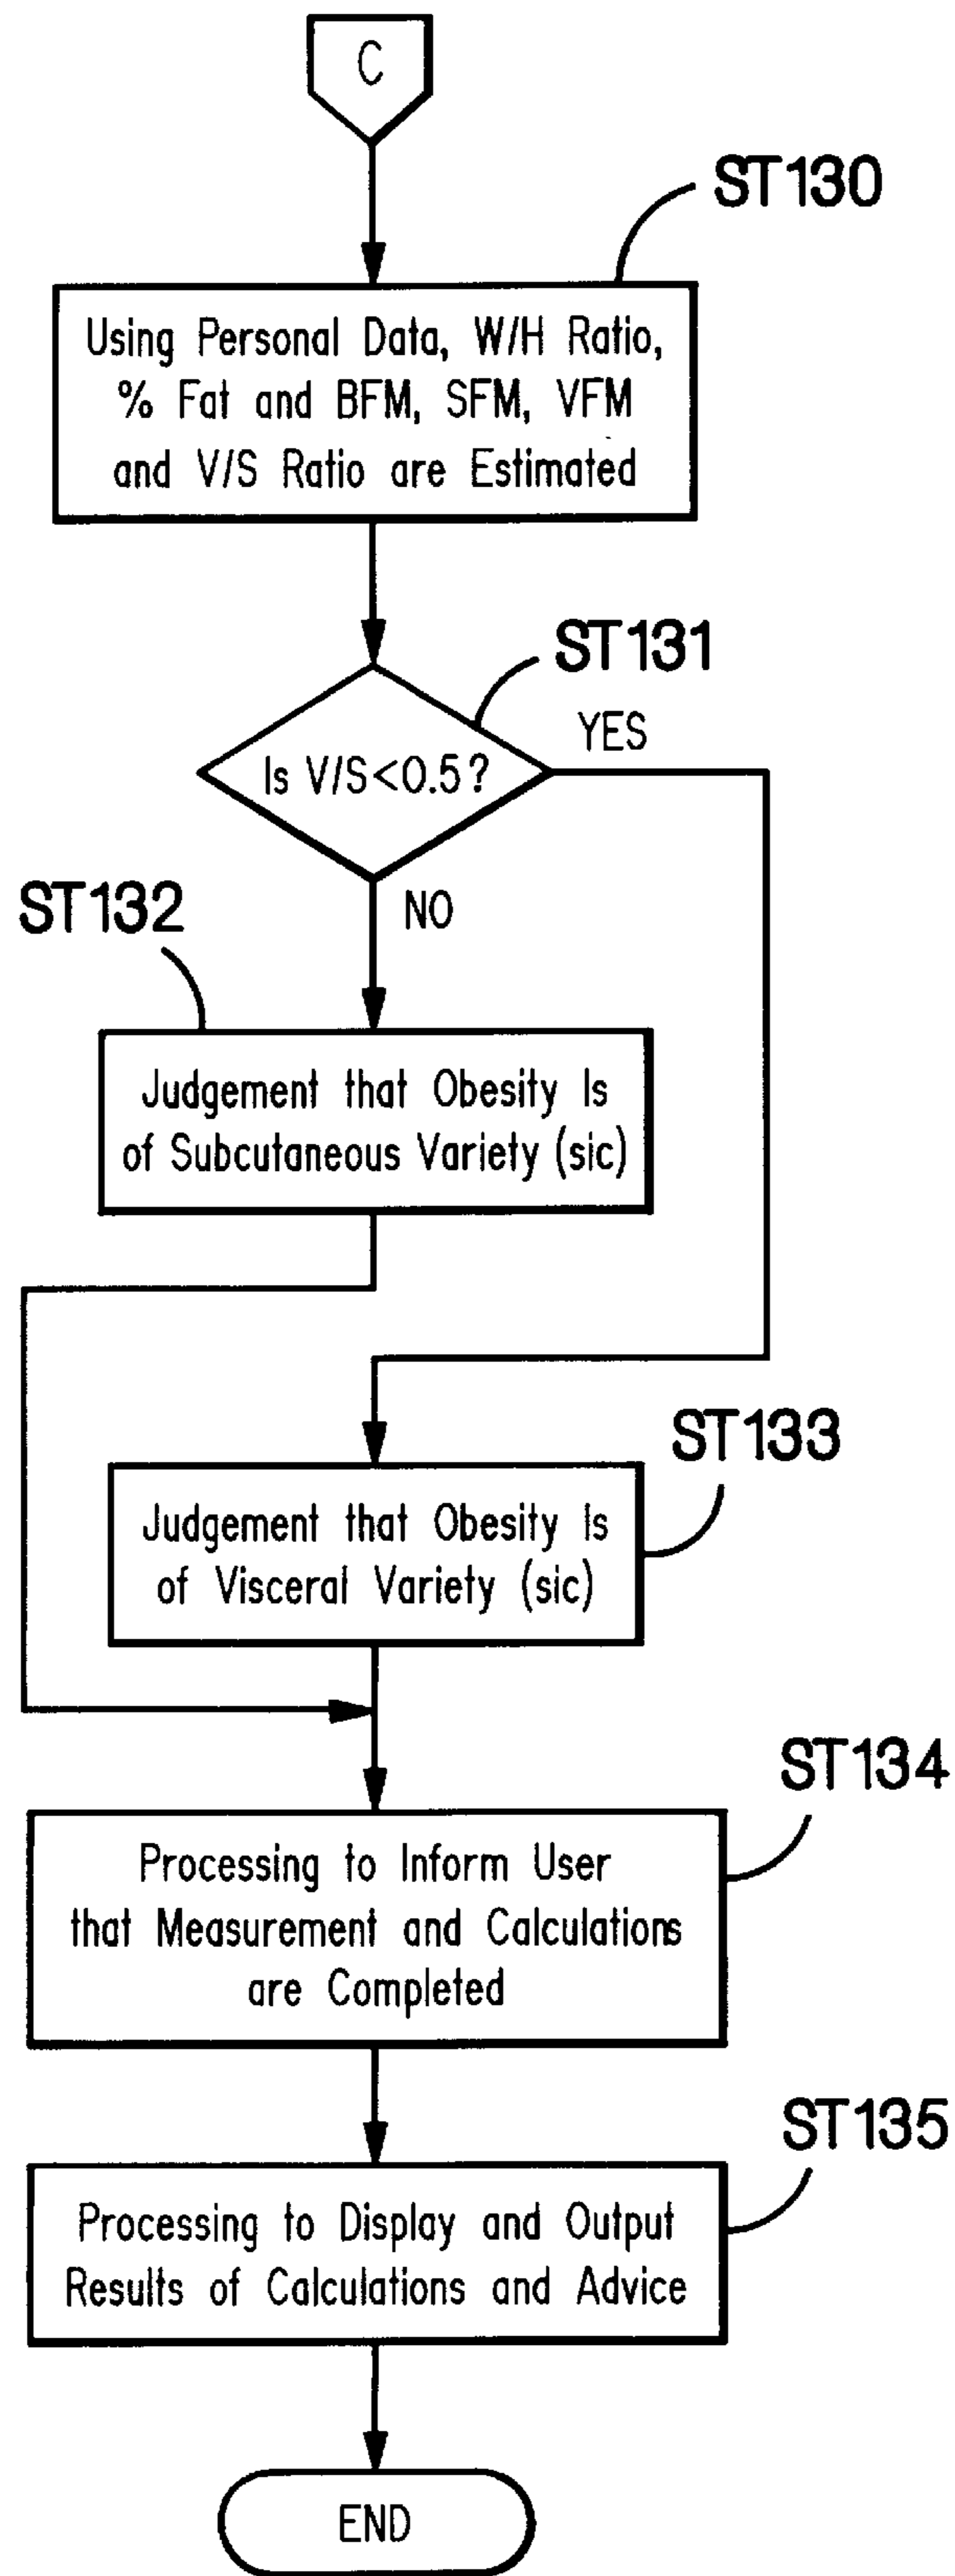 C
ST130
Using Personal Data, W/H Ratio,
% Fat and BFM, SFM, VFM
and V/S Ratio are Estimated
ST131
YES
Is V/S<0.5?
NO
ST132
Judgement that Obesity Is
of Subcutaneous Variety (sic)
ST133
Judgement that Obesity Is
of Visceral Variety (sic)
ST134
Processing to Inform User
that Measurement and Calculations
are Completed
ST135
Processing to Display and Output
Results of Calculations and Advice
END